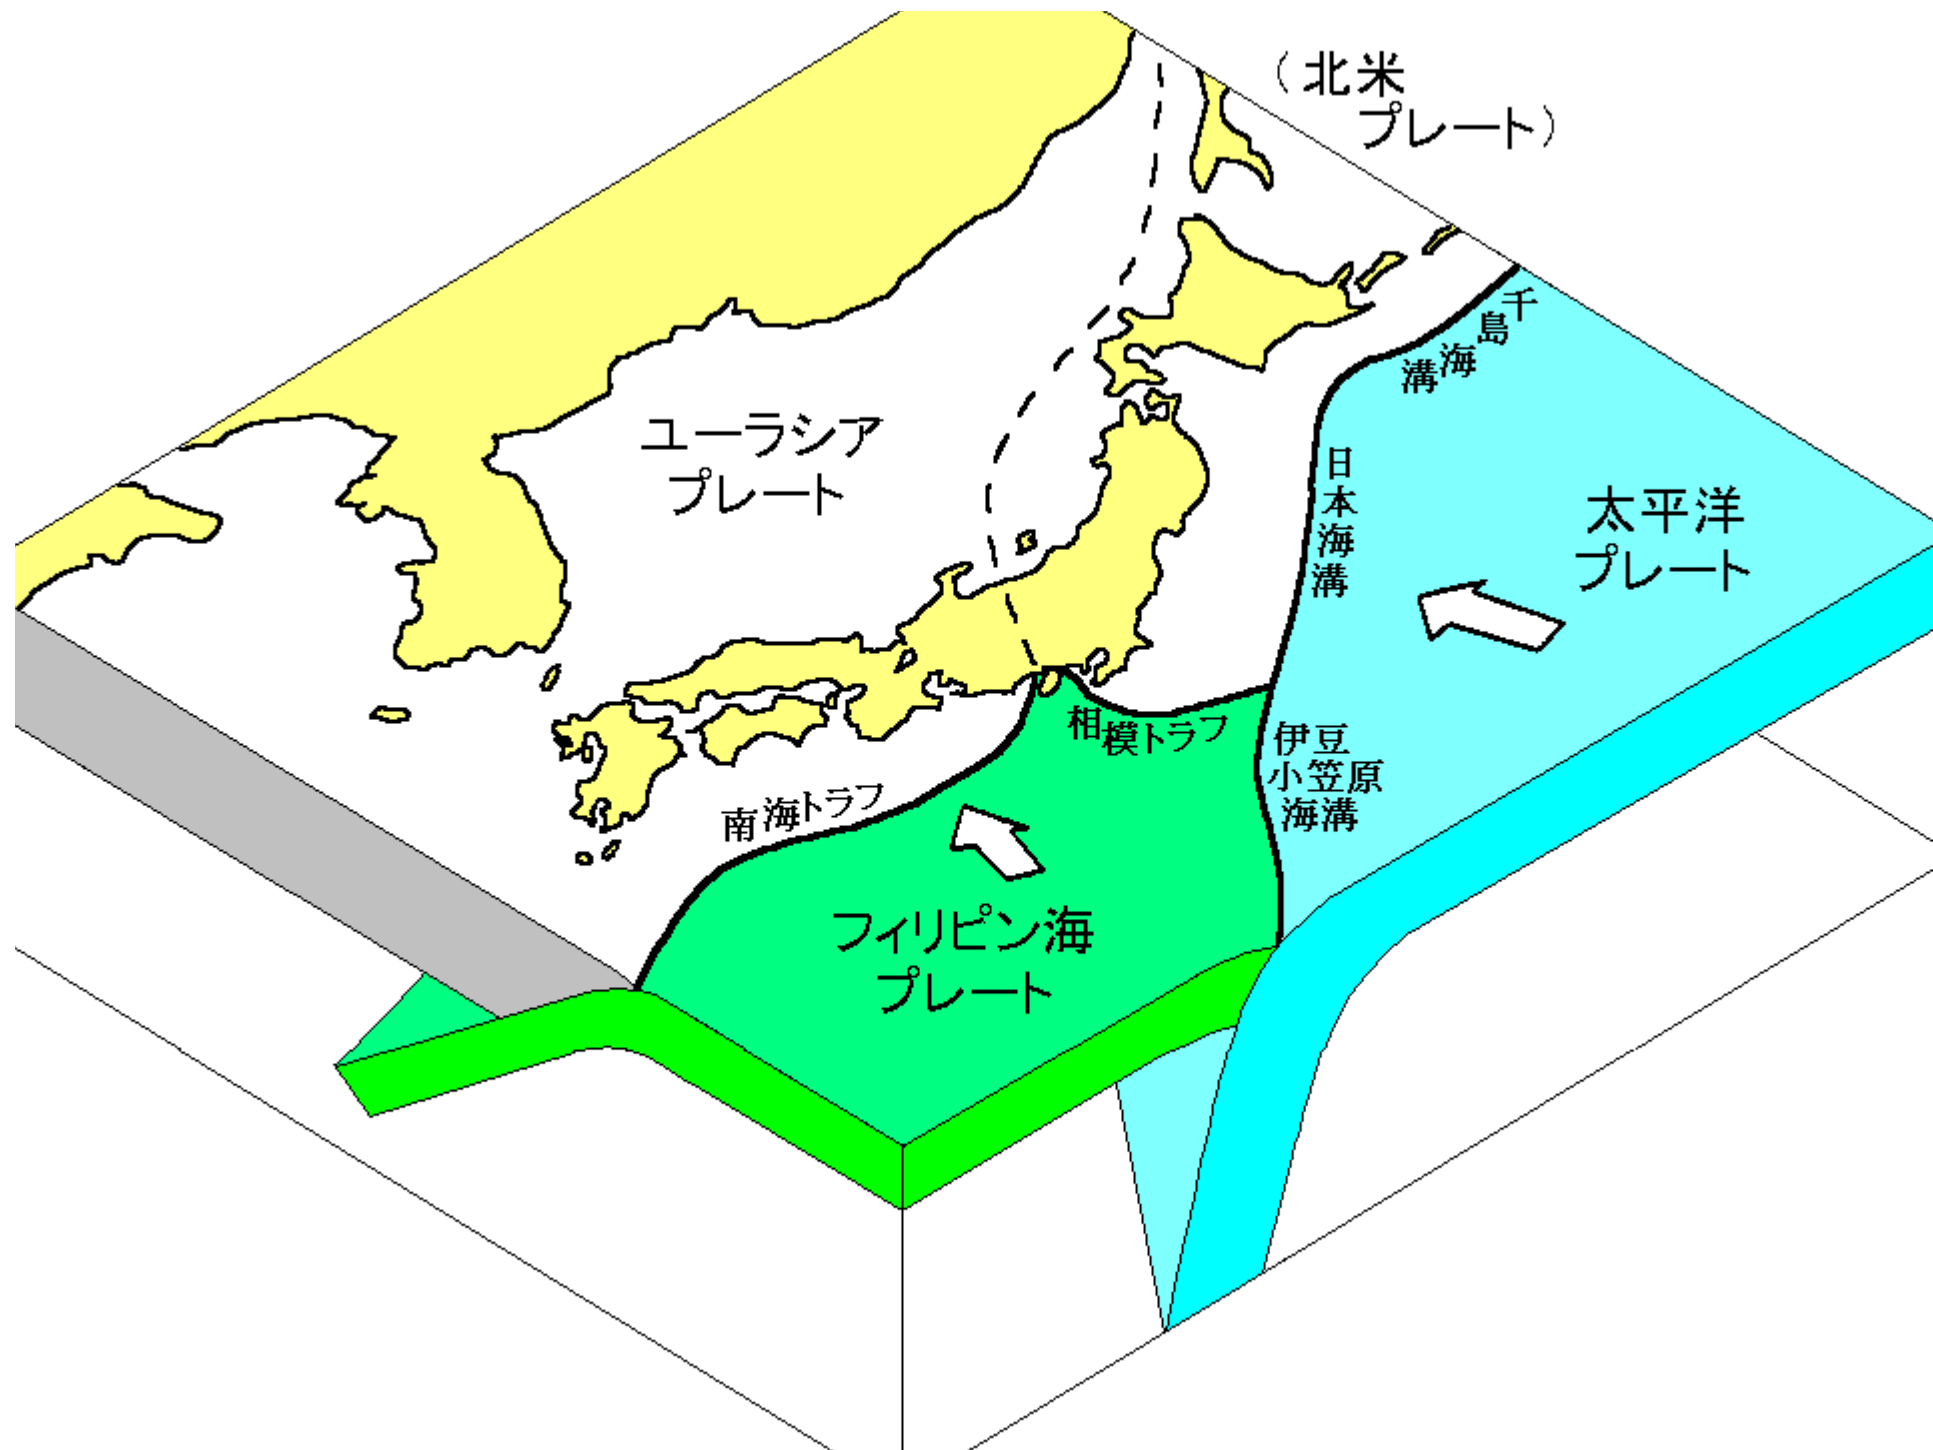 （北米
プレート）
千島海溝
ユーラシア
プレート
日本海溝
太平洋
プレート
相模トラフ
伊豆
小笠原
海溝
南海トラフ
フィリピン海
プレート